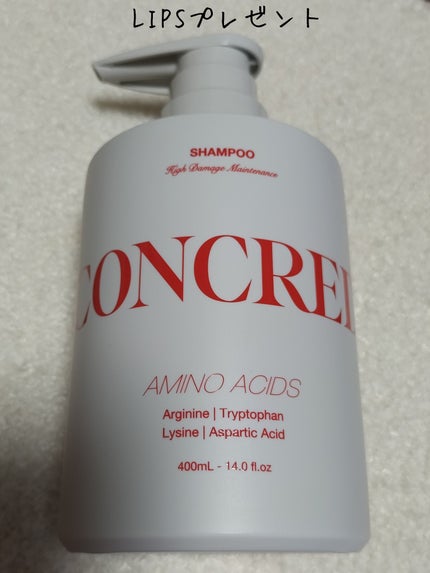 LIPSプレゼント
SHAMPOO
High Damage Maintenance
CONCRE
AMINO ACIDS
Arginine | Tryptophan
Lysine | Aspartic Acid
400mL - 14.0 fl.oz